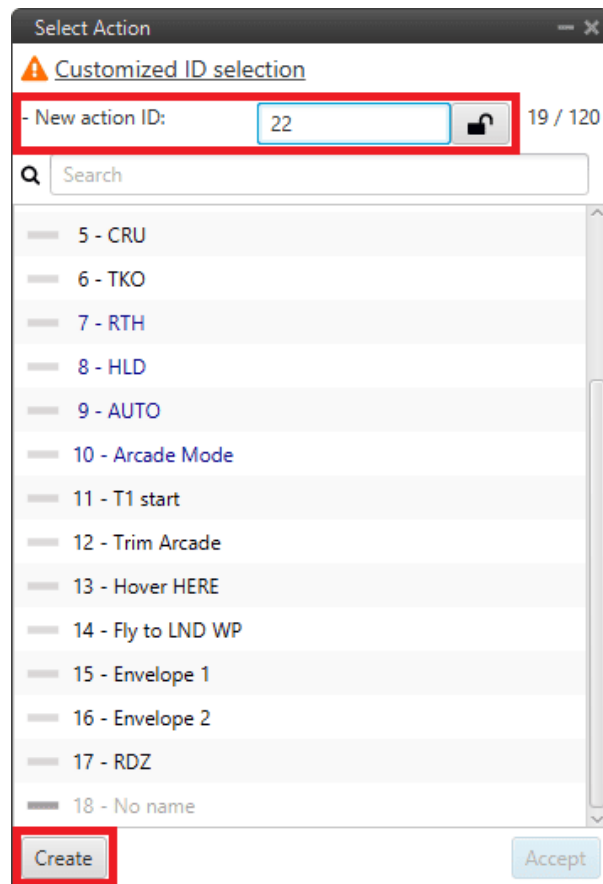 Select Action
Customized ID selection
- New action ID: 22 19 / 120
Search
5 - CRU
6 - TKO
7 - RTH
8 - HLD
9 - AUTO
10 - Arcade Mode
11 - T1 start
12 - Trim Arcade
13 - Hover HERE
14 - Fly to LND WP
15 - Envelope 1
16 - Envelope 2
17 - RDZ
18 - No name
Create Accept